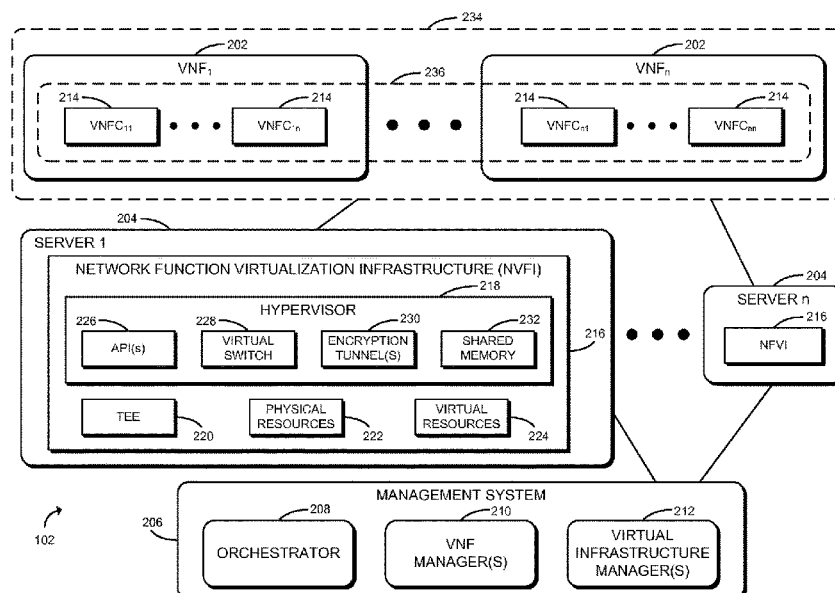 234
202
202
VNF1
VNFn
236
214
214
214
214
VNFC11
VNFC1n
VNFCn1
VNFCnn
204
SERVER 1
NETWORK FUNCTION VIRTUALIZATION INFRASTRUCTURE (NVFI)
218
HYPERVISOR
226
228
230
232
API(s)
VIRTUAL
SWITCH
ENCRYPTION
TUNNEL(S)
SHARED
MEMORY
216
TEE
220
PHYSICAL
RESOURCES
222
VIRTUAL
RESOURCES
224
204
SERVER n
216
NFVI
102
206
MANAGEMENT SYSTEM
208
210
212
ORCHESTRATOR
VNF
MANAGER(S)
VIRTUAL
INFRASTRUCTURE
MANAGER(S)